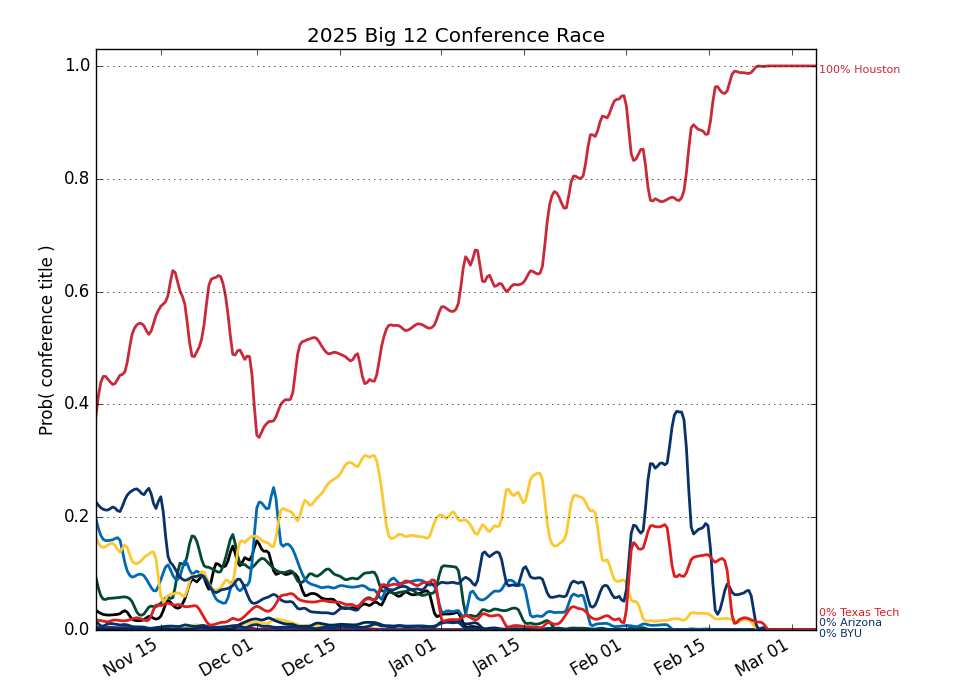 2025 Big 12 Conference Race
1.0
0.8
0.6
0.4
0.2
0.0
Prob( conference title )
100% Houston
0% Texas Tech
0% Arizona
0% BYU
Nov 15
Dec 01
Dec 15
Jan 01
Jan 15
Feb 01
Feb 15
Mar 01